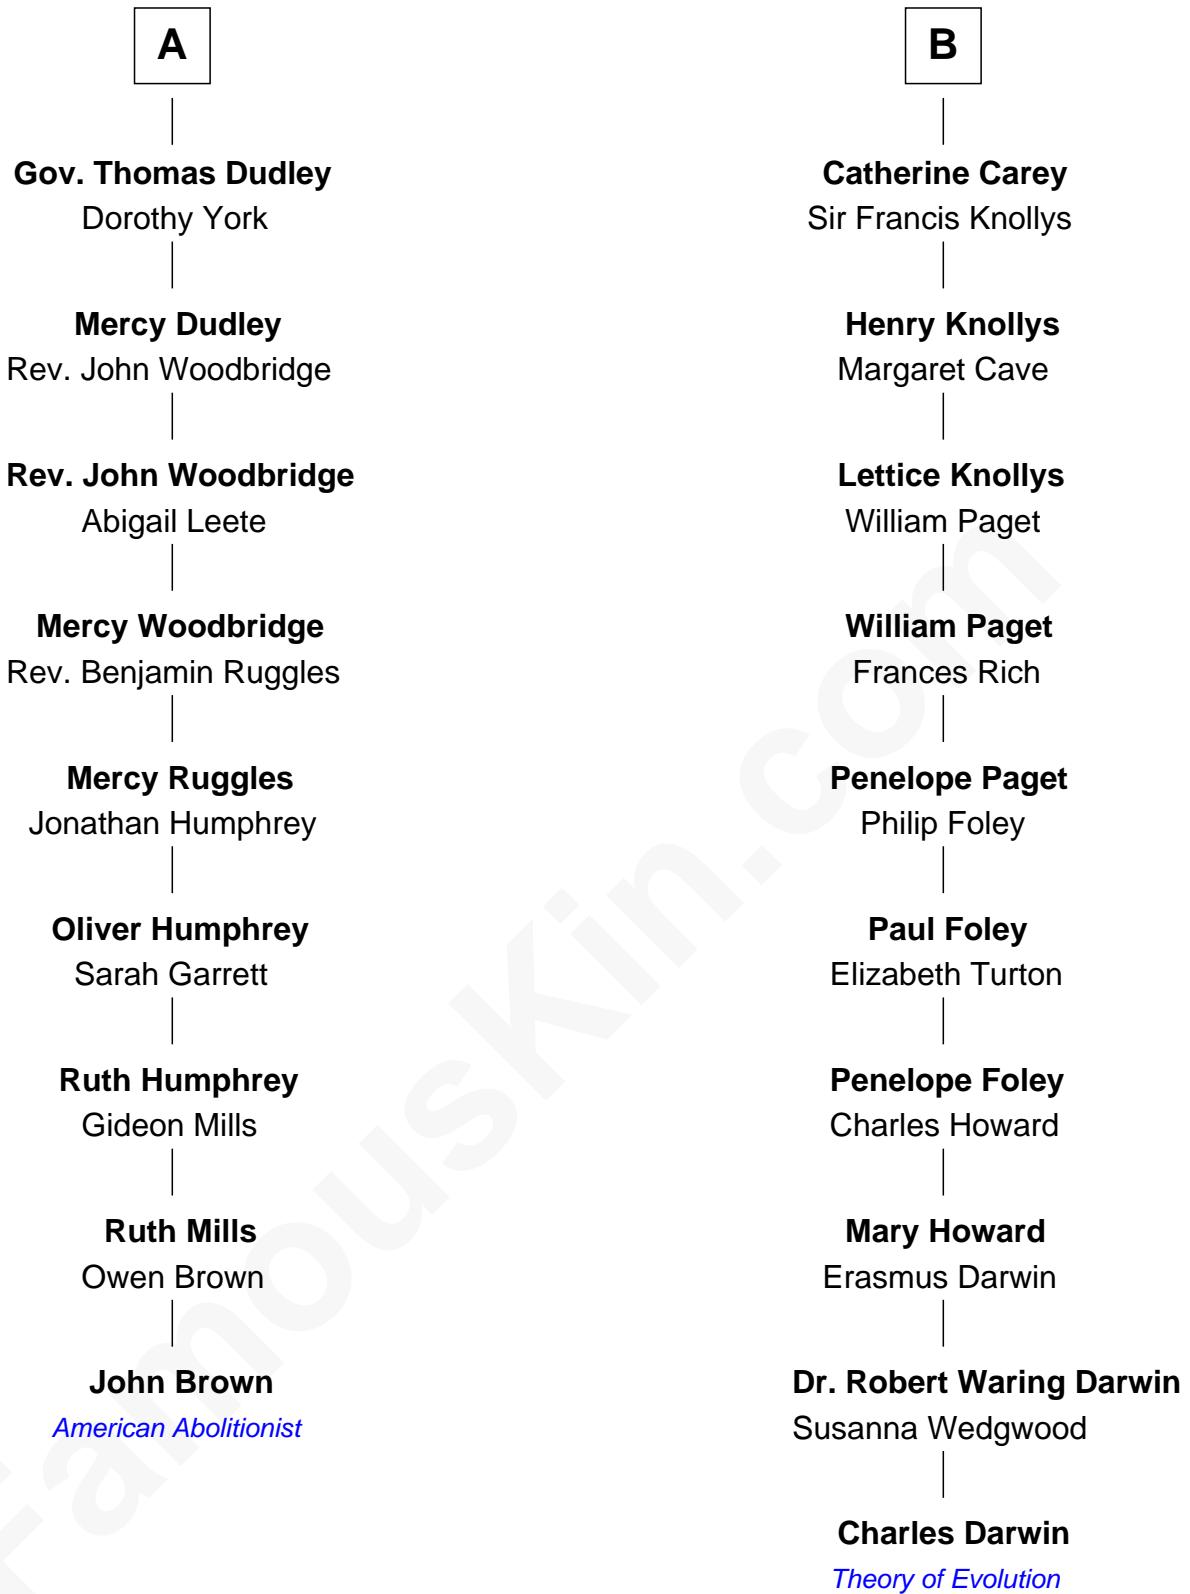 A
Gov. Thomas Dudley
Dorothy York
Mercy Dudley
Rev. John Woodbridge
Rev. John Woodbridge
Abigail Leete
Mercy Woodbridge
Rev. Benjamin Ruggles
Mercy Ruggles
Jonathan Humphrey
Oliver Humphrey
Sarah Garrett
Ruth Humphrey
Gideon Mills
Ruth Mills
Owen Brown
John Brown
American Abolitionist
B
Catherine Carey
Sir Francis Knollys
Henry Knollys
Margaret Cave
Lettice Knollys
William Paget
William Paget
Frances Rich
Penelope Paget
Philip Foley
Paul Foley
Elizabeth Turton
Penelope Foley
Charles Howard
Mary Howard
Erasmus Darwin
Dr. Robert Waring Darwin
Susanna Wedgwood
Charles Darwin
Theory of Evolution
FamousKin.com